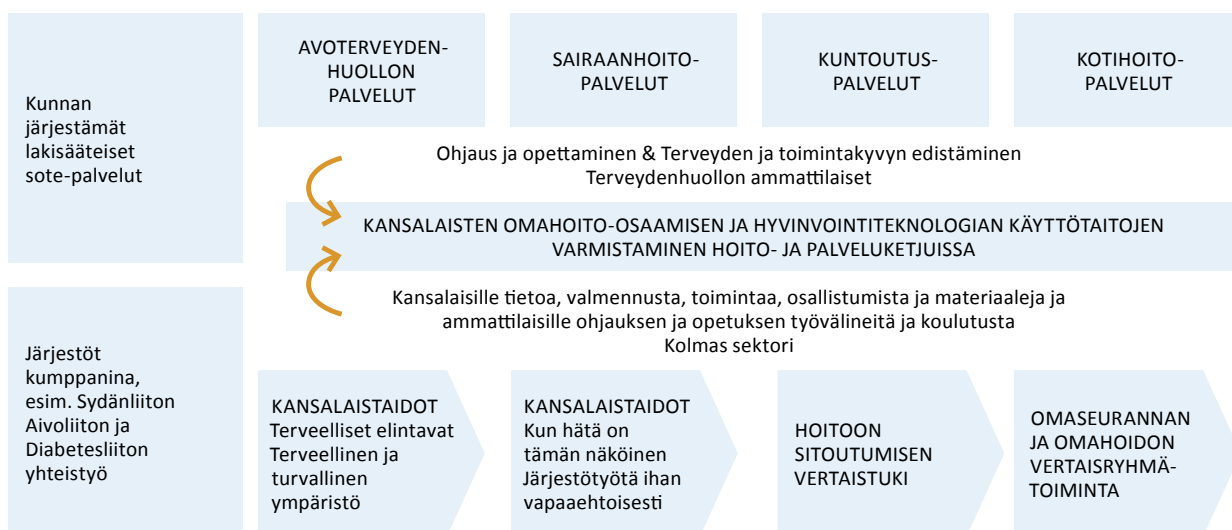 Kunnan
järjestämät
lakisääteiset
sote-palvelut
AVOTERVEYDEN-
HUOLLON
PALVELUT
SAIRAANHOITO-
PALVELUT
KUNTOUTUS-
PALVELUT
KOTIHOITO-
PALVELUT
Ohjaus ja opettaminen & Terveyden ja toimintakyvyn edistäminen
Terveydenhuollon ammattilaiset
KANSALAISTEN OMAHOITO-OSAAMISEN JA HYVINVOINTITEKNOLOGIAN KÄYTTÖTAITOJEN
VARMISTAMINEN HOITO- JA PALVELUKETJUISSA
Kansalaisille tietoa, valmennusta, toimintaa, osallistumista ja materiaaleja ja
ammattilaisille ohjauksen ja opetuksen työvälineitä ja koulutusta
Kolmas sektori
Järjestöt
kumppanina,
esim. Sydänliiton
Aivoliiton ja
Diabetesliiton
yhteistyö
KANSALAISTAIDOT
Terveelliset elintavat
Terveellinen ja
turvallinen
ympäristö
KANSALAISTAIDOT
Kun hätä on
tämän näköinen
Järjestötyötä ihan
vapaaehtoisesti
HOITOON
SITOUTUMISEN
VERTAISTUKI
OMASEURANNAN
JA OMAHOIDON
VERTAISRYHMÄ-
TOIMINTA